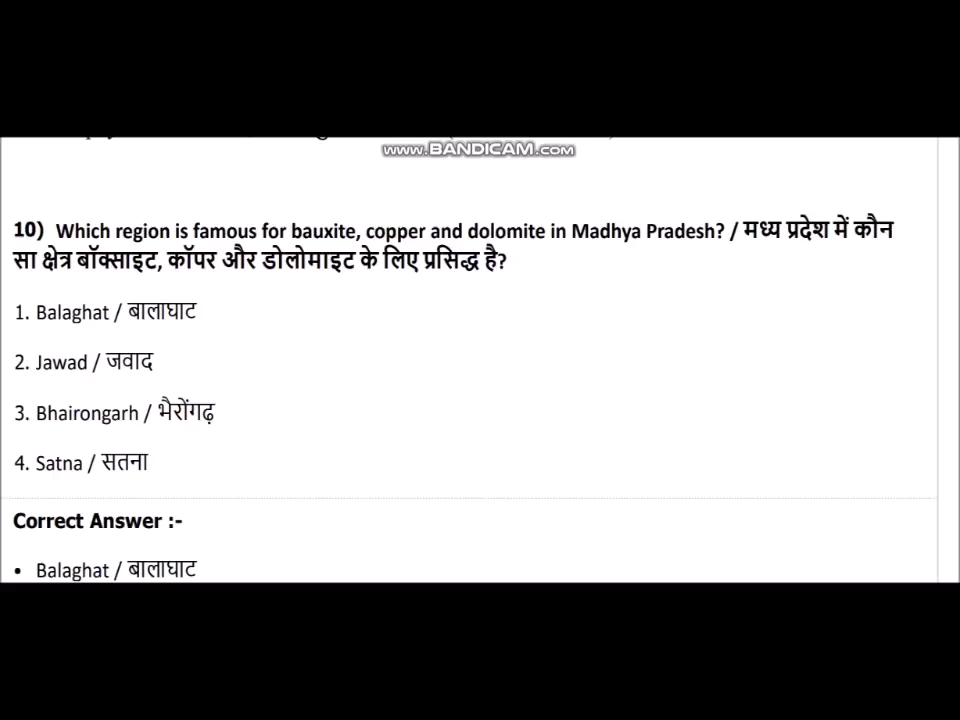 www.BANDICAM.com
10) Which region is famous for bauxite, copper and dolomite in Madhya Pradesh? / मध्य प्रदेश में कौन
सा क्षेत्र बॉक्साइट, कॉपर और डोलोमाइट के लिए प्रसिद्ध है?
1. Balaghat / बालाघाट
2. Jawad / जवाद
3. Bhairongarh / भैरोंगढ़
4. Satna / सतना
Correct Answer :-
• Balaghat / बालाघाट